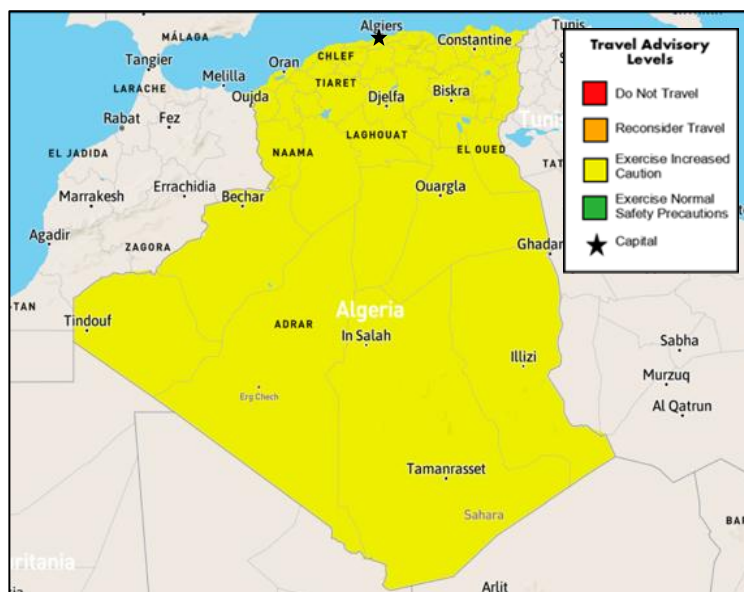 MÁLAGA
Algiers
Tunis
Tangier
CHLEF
Constantine
Oran
LARACHE
Melilla
TIARET
Oujda
Djelfa
Biskra
Rabat
Fez
LAGHOUAT
EL JADIDA
NAAMA
EL OUED
Errachidia
Ouargla
Marrakesh
Bechar
Agadir
ZAGORA
Algeria
Tindouf
ADRAR
In Salah
Illizi
Sabha
Murzuq
Erg Chech
Al Qatrun
Tamanrasset
Sahara
Arlit
Travel Advisory
Levels
Do Not Travel
Reconsider Travel
Exercise Increased
Caution
Exercise Normal
Safety Precautions
Capital